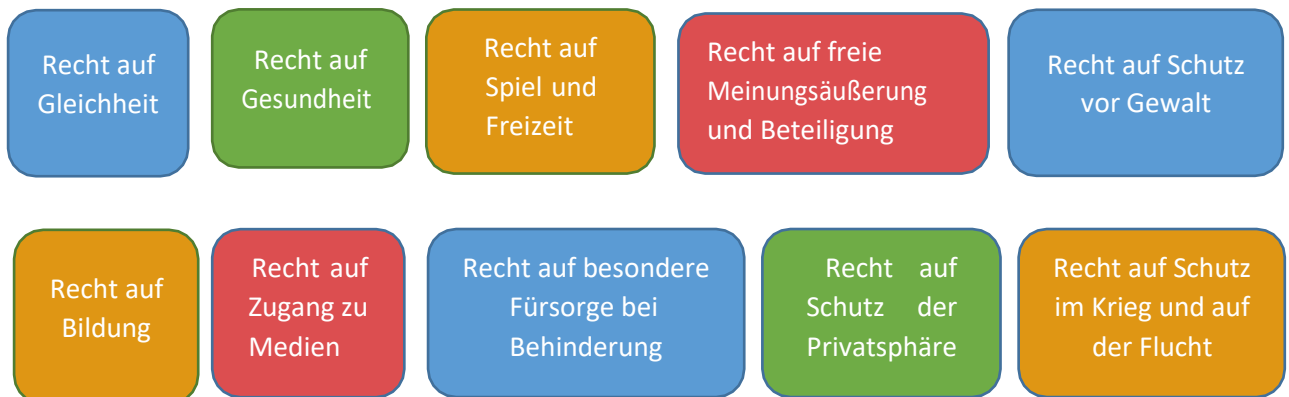 Recht auf
Gleichheit
Recht auf
Gesundheit
Recht auf
Spiel und
Freizeit
Recht auf freie
Meinungsäußerung
und Beteiligung
Recht auf Schutz
vor Gewalt
Recht auf
Bildung
Recht auf
Zugang zu
Medien
Recht auf besondere
Fürsorge bei
Behinderung
Recht auf
Schutz der
Privatsphäre
Recht auf Schutz
im Krieg und auf
der Flucht